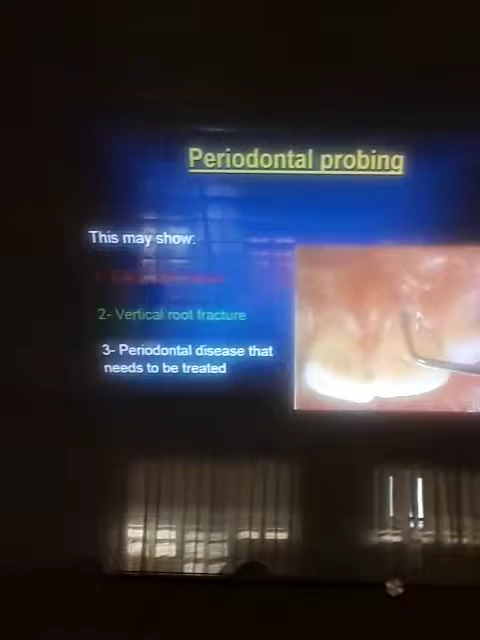 Periodontal probing
This may show:
2- Vertical root fracture
3- Periodontal disease that
needs to be treated